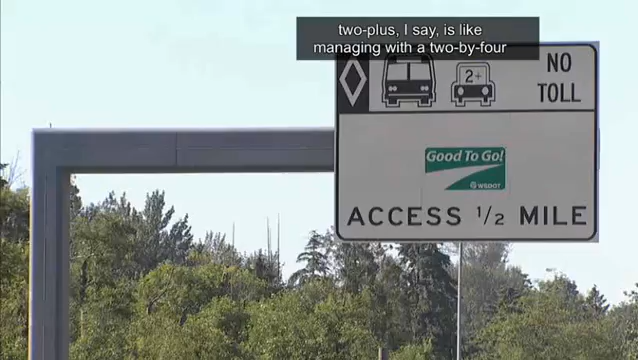 two-plus, I say, is like
managing with a two-by-four
2+
NO
TOLL
Good To Go!
WSDOT
ACCESS 1/2 MILE